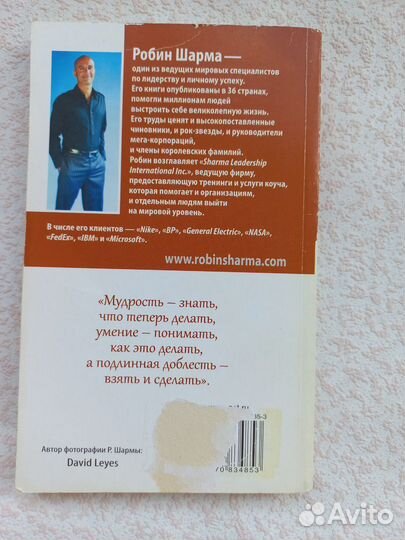 Робин Шарма —
один из ведущих мировых специалистов
по лидерству и личному успеху.
Его книги опубликованы в 36 странах,
помогли миллионам людей
выстроить себе великолепную жизнь.
Его труды ценят и высокопоставленные
чиновники, и рок-звезды, и руководители
мега-корпораций,
и члены королевских фамилий.
Робин возглавляет «Sharma Leadership
International Inc.», ведущую фирму,
предоставляющую тренинги и услуги коуча,
которая помогает и организациям,
и отдельным людям выйти
на мировой уровень.
В числе его клиентов — «Nike», «BP», «General Electric», «NASA»,
«FedEx», «IBM» и «Microsoft».
www.robinsharma.com
«Мудрость – знать,
что теперь делать,
умение – понимать,
как это делать,
а подлинная доблесть –
взять и сделать».
Автор фотографии Р. Шармы:
David Leyes
834853
Avito